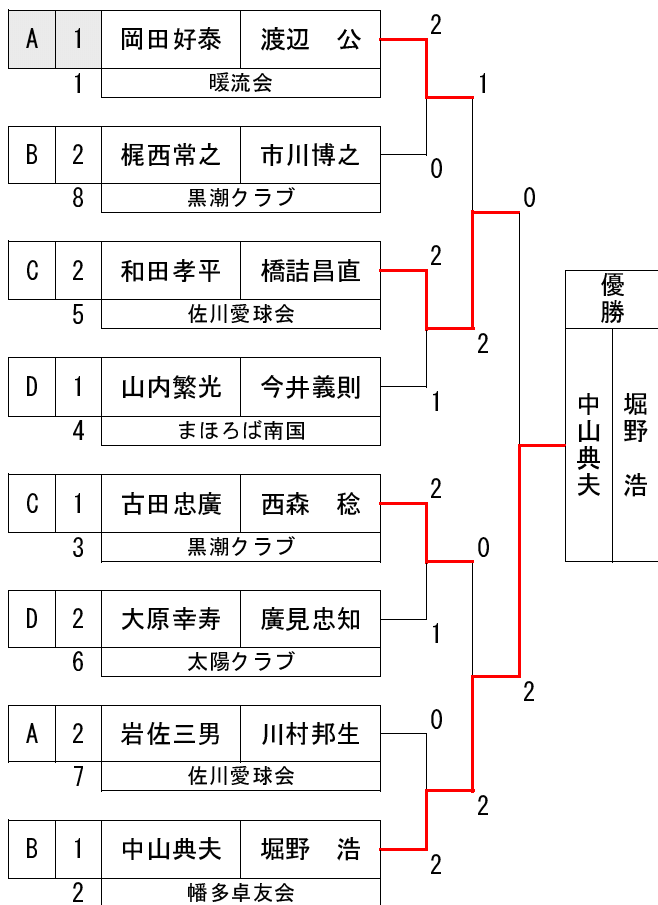 A 1 岡田好泰 渡辺　公
1 暖流会
B 2 梶西常之 市川博之
8 黒潮クラブ
C 2 和田孝平 橋詰昌直
5 佐川愛球会
D 1 山内繁光 今井義則
4 まほろば南国
C 1 古田忠廣 西森　稔
3 黒潮クラブ
D 2 大原幸寿 廣見忠知
6 太陽クラブ
A 2 岩佐三男 川村邦生
7 佐川愛球会
B 1 中山典夫 堀野　浩
2 幡多卓友会
2
0
2
1
2
1
0
2
1
2
0
2
0
2
優勝
中山典夫
堀野　浩